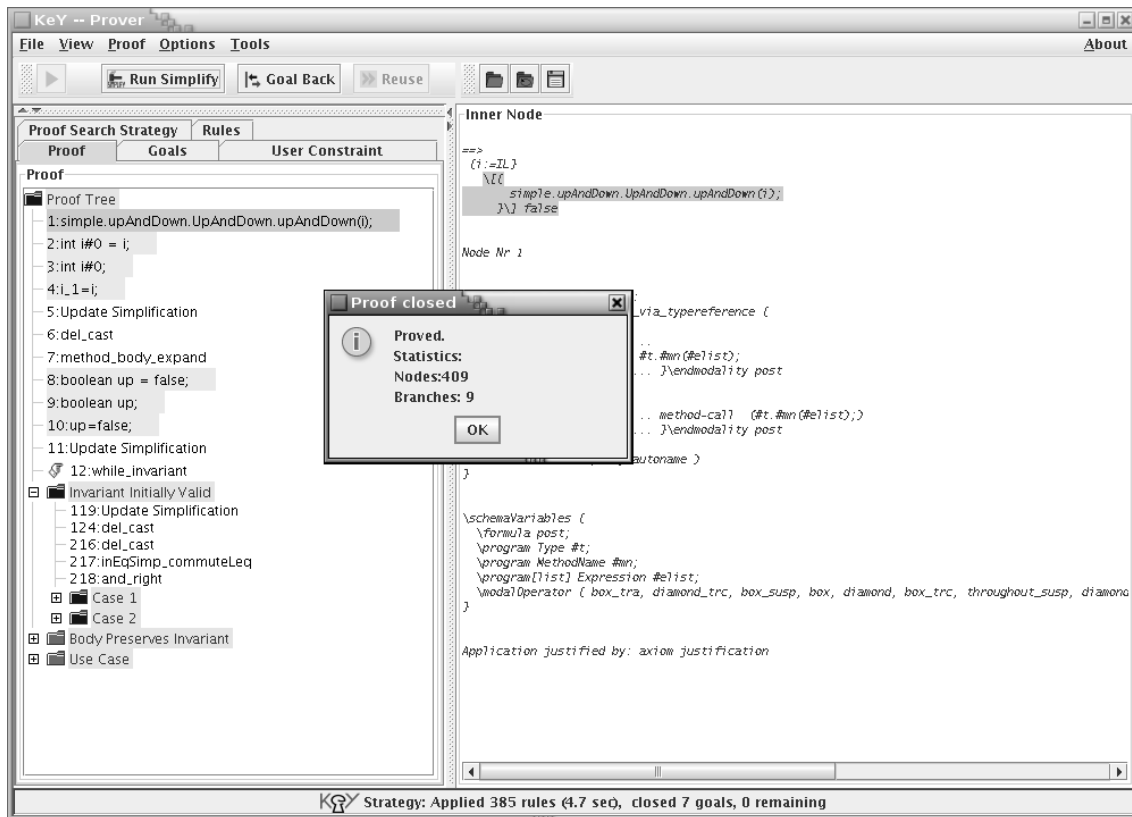 KeY -- Prover
File View Proof Options Tools About
Run Simplify Goal Back Reuse
Proof Search Strategy Rules
Proof Goals User Constraint
Proof
Proof Tree
1:simple.upAndDown.UpAndDown.upAndDown(i);
2:int i#0 = i;
3:int i#0;
4:i_1=i;
5:Update Simplification
6:del_cast
7:method_body_expand
8:boolean up = false;
9:boolean up;
10:up=false;
11:Update Simplification
12:while_invariant
Invariant Initially Valid
119:Update Simplification
124:del_cast
216:del_cast
217:inEqSimp_commuteLeq
218:and_right
Case 1
Case 2
Body Preserves Invariant
Use Case
Inner Node
==>
{i:=IL}
\[{
simple.upAndDown.UpAndDown.upAndDown(i);
}\] false
Node Nr 1
_via_typereference {
..
#t.#mn(#elist);
... }\endmodality post
.. method-call (#t.#mn(#elist);)
... }\endmodality post
autoname )
}
\schemaVariables {
\formula post;
\program Type #t;
\program MethodName #mn;
\program[list] Expression #elist;
\modalOperator { box_tra, diamond_trc, box_susp, box, diamond, box_trc, throughout_susp, diamond
}
Application justified by: axiom justification
Proof closed
Proved.
Statistics:
Nodes:409
Branches: 9
OK
KeY Strategy: Applied 385 rules (4.7 sec), closed 7 goals, 0 remaining